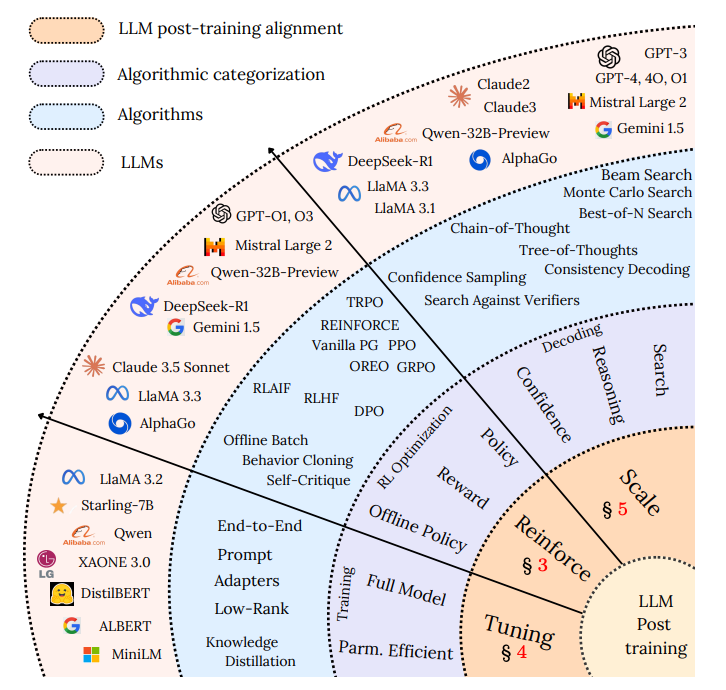 LLM post-training alignment
Algorithmic categorization
Algorithms
LLMs
GPT-3
GPT-4, 4O, O1
Mistral Large 2
Gemini 1.5
Claude2
Claude3
Alibaba.com
Qwen-32B-Preview
DeepSeek-R1
AlphaGo
LlaMA 3.3
LlaMA 3.1
Beam Search
Monte Carlo Search
Best-of-N Search
Chain-of-Thought
Tree-of-Thoughts
Consistency Decoding
Confidence Sampling
Search Against Verifiers
Decoding
Confidence
Reasoning
Search
Scale
§ 5
GPT-O1, O3
Mistral Large 2
Alibaba.com
Qwen-32B-Preview
DeepSeek-R1
Gemini 1.5
Claude 3.5 Sonnet
LlaMA 3.3
AlphaGo
TRPO
REINFORCE
Vanilla PG PPO
OREO GRPO
RLAIF
RLHF
DPO
Offline Batch
Behavior Cloning
Self-Critique
RL Optimization
Policy
Reward
Offline Policy
Reinforce
§ 3
LlaMA 3.2
Starling-7B
Alibaba.com
Qwen
LG
XAONE 3.0
DistilBERT
ALBERT
MiniLM
End-to-End
Prompt
Adapters
Low-Rank
Knowledge
Distillation
Training
Full Model
Parm. Efficient
Tuning
§ 4
LLM
Post
training